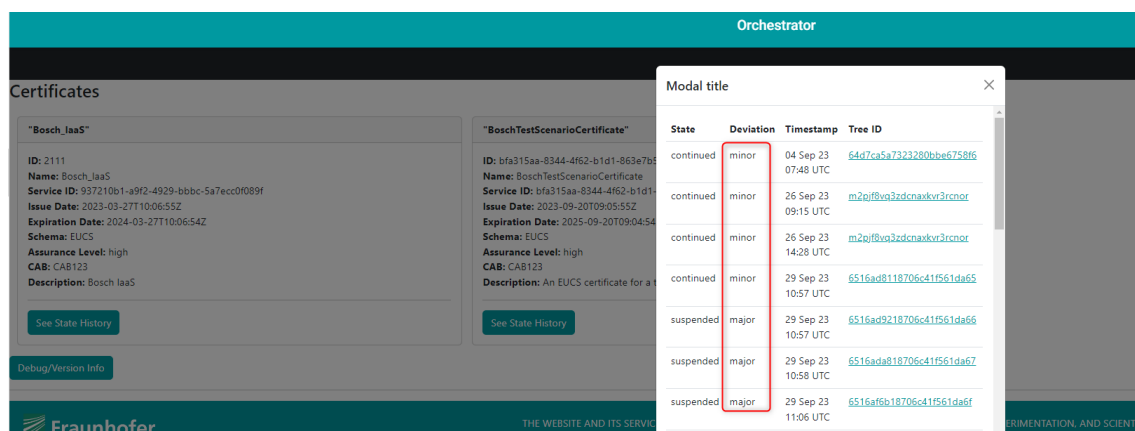 Orchestrator
Certificates
"Bosch_IaaS"
ID: 2111
Name: Bosch_IaaS
Service ID: 937210b1-a9f2-4929-bbbc-5a7ecc0f089f
Issue Date: 2023-03-27T10:06:55Z
Expiration Date: 2024-03-27T10:06:54Z
Schema: EUCS
Assurance Level: high
CAB: CAB123
Description: Bosch IaaS
See State History
"BoschTestScenarioCertificate"
ID: bfa315aa-8344-4f62-b1d1-863e7b5
Name: BoschTestScenarioCertificate
Service ID: bfa315aa-8344-4f62-b1d1-
Issue Date: 2023-09-20T09:05:55Z
Expiration Date: 2025-09-20T09:04:54
Schema: EUCS
Assurance Level: high
CAB: CAB123
Description: An EUCS certificate for a t
See State History
Debug/Version Info
Modal title
State Deviation Timestamp Tree ID
continued minor 04 Sep 23 64d7ca5a7323280bbe6758f6
07:48 UTC
continued minor 26 Sep 23 m2pjf8vq3zdcnaxkvr3rcnor
09:15 UTC
continued minor 26 Sep 23 m2pjf8vq3zdcnaxkvr3rcnor
14:28 UTC
continued minor 29 Sep 23 6516ad8118706c41f561da65
10:57 UTC
suspended major 29 Sep 23 6516ad9218706c41f561da66
10:57 UTC
suspended major 29 Sep 23 6516ada818706c41f561da67
10:58 UTC
suspended major 29 Sep 23 6516af6b18706c41f561da6f
11:06 UTC
Fraunhofer
THE WEBSITE AND ITS SERVIC
ERIMENTATION, AND SCIENT